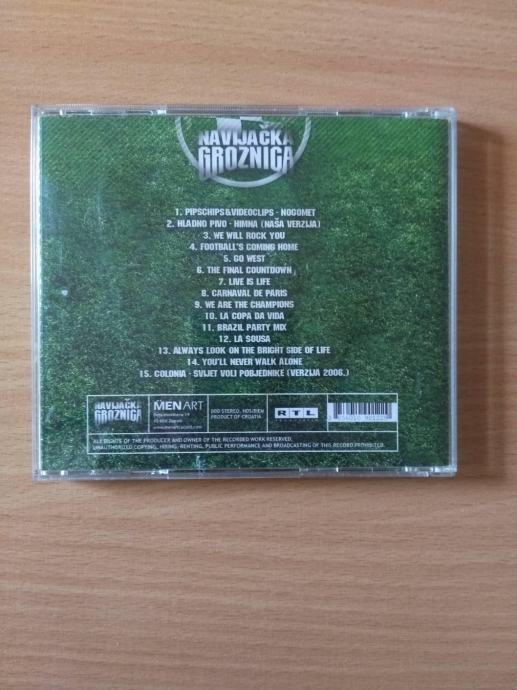 NAVIJAČKA
GROZNICA
1. PIPSCHIPS&VIDEOCLIPS - NOGOMET
2. HLADNO PIVO - HIMNA (NAŠA VERZIJA)
3. WE WILL ROCK YOU
4. FOOTBALL'S COMING HOME
5. GO WEST
6. THE FINAL COUNTDOWN
7. LIVE IS LIFE
8. CARNAVAL DE PARIS
9. WE ARE THE CHAMPIONS
10. LA COPA DA VIDA
11. BRAZIL PARTY MIX
12. LA SOUSA
13. ALWAYS LOOK ON THE BRIGHT SIDE OF LIFE
14. YOU'LL NEVER WALK ALONE
15. COLONIA - SVIJET VOLI POBJEDNIKE (VERZIJA 2006.)
NAVIJAČKA
GROZNICA
MENART
10 000 Zagreb
DDD STEREO, HDS/BIEM
PRODUCT OF CROATIA
RTL
ALL RIGHTS OF THE PRODUCER AND OWNER OF THE RECORDED WORK RESERVED.
UNAUTHORIZED COPYING, HIRING, RENTING, PUBLIC PERFORMANCE AND BROADCASTING OF THIS RECORD PROHIBITED.